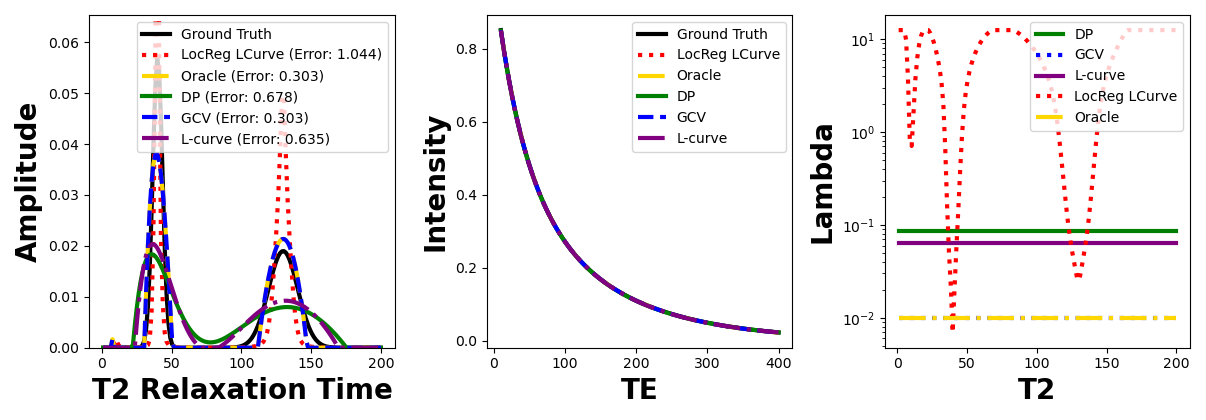 Amplitude
0.06
0.05
0.04
0.03
0.02
0.01
0.00
0
50
100
150
200
T2 Relaxation Time
Ground Truth
LocReg LCurve (Error: 1.044)
Oracle (Error: 0.303)
DP (Error: 0.678)
GCV (Error: 0.303)
L-curve (Error: 0.635)
Intensity
0.8
0.6
0.4
0.2
0.0
0
100
200
300
400
TE
Ground Truth
LocReg LCurve
Oracle
DP
GCV
L-curve
Lambda
10¹
10⁰
10⁻¹
10⁻²
0
50
100
150
200
T2
DP
GCV
L-curve
LocReg LCurve
Oracle